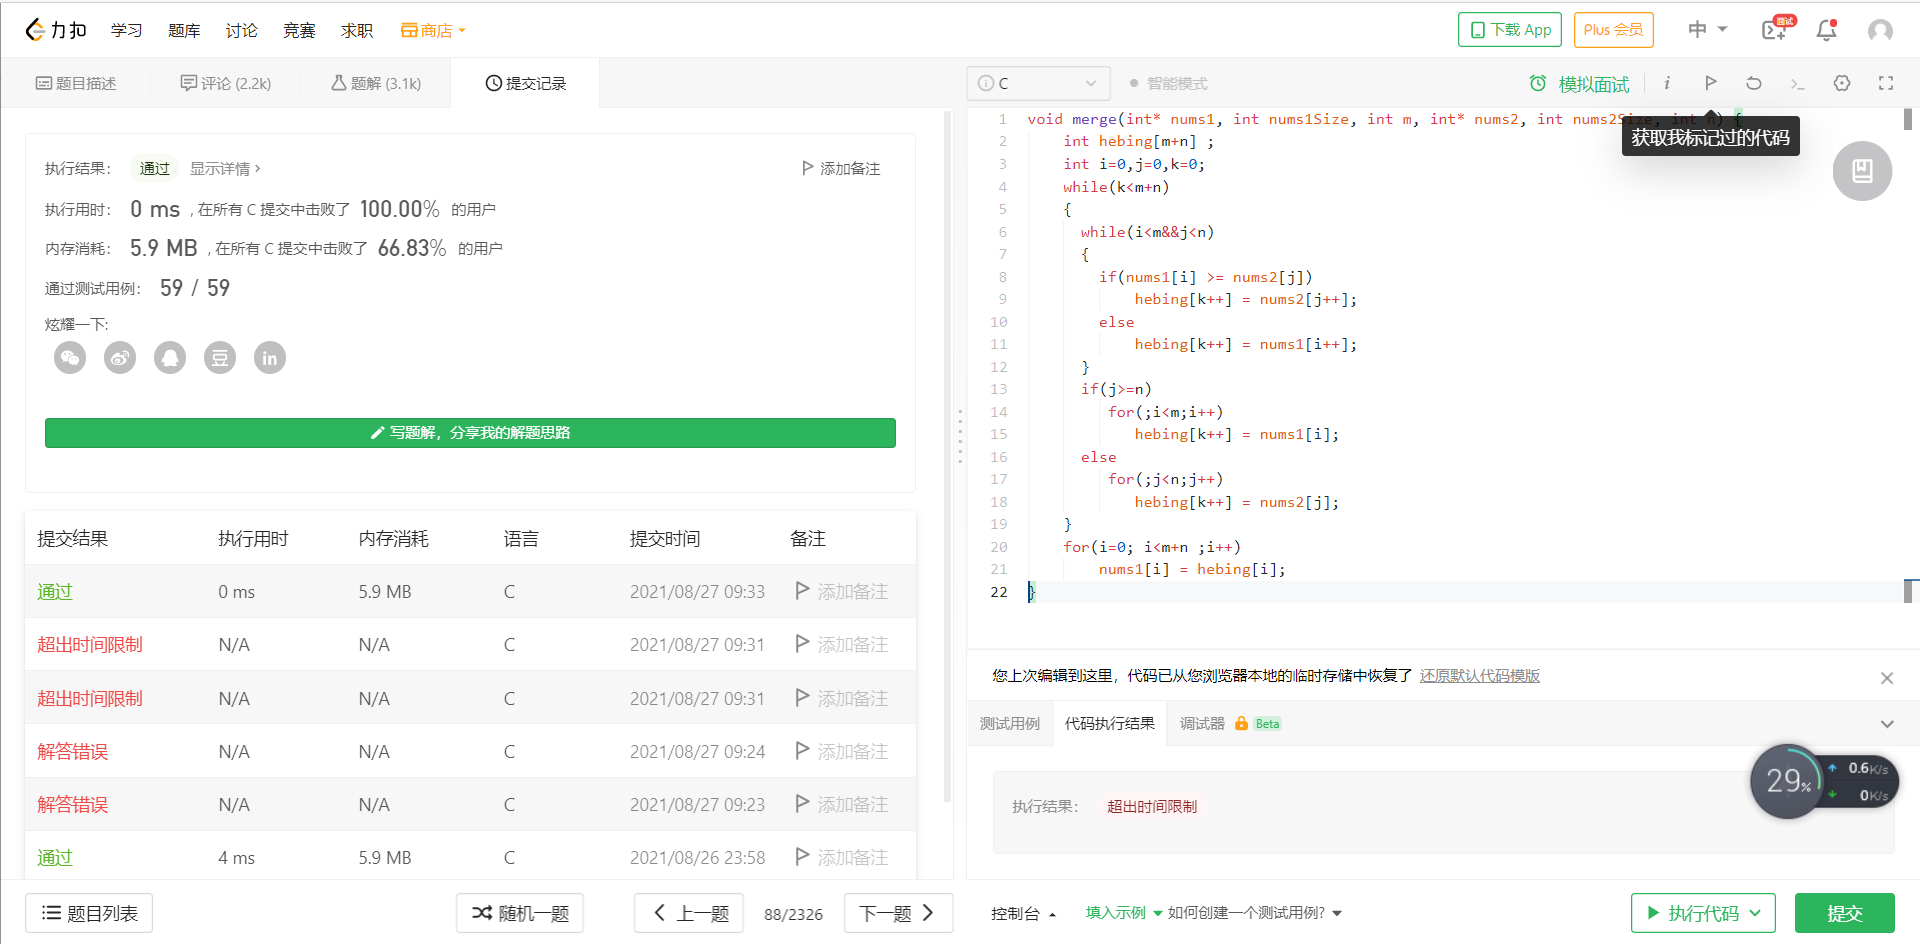 力扣 学习 题库 讨论 竞赛 求职 商店 下载 App Plus 会员 中 面试
题目描述 评论 (2.2k) 题解 (3.1k) 提交记录
执行结果： 通过 显示详情 › 添加备注
执行用时： 0 ms , 在所有 C 提交中击败了 100.00% 的用户
内存消耗： 5.9 MB , 在所有 C 提交中击败了 66.83% 的用户
通过测试用例： 59 / 59
炫耀一下:
豆 in
写题解，分享我的解题思路
提交结果 执行用时 内存消耗 语言 提交时间 备注
通过 0 ms 5.9 MB C 2021/08/27 09:33 添加备注
超出时间限制 N/A N/A C 2021/08/27 09:31 添加备注
超出时间限制 N/A N/A C 2021/08/27 09:31 添加备注
解答错误 N/A N/A C 2021/08/27 09:24 添加备注
解答错误 N/A N/A C 2021/08/27 09:23 添加备注
通过 4 ms 5.9 MB C 2021/08/26 23:58 添加备注
题目列表 随机一题 上一题 88/2326 下一题
C 智能模式 模拟面试 i
获取我标记过的代码
1 void merge(int* nums1, int nums1Size, int m, int* nums2, int nums2Size, int n) {
2 int hebing[m+n] ;
3 int i=0,j=0,k=0;
4 while(k<m+n)
5 {
6 while(i<m&&j<n)
7 {
8 if(nums1[i] >= nums2[j])
9 hebing[k++] = nums2[j++];
10 else
11 hebing[k++] = nums1[i++];
12 }
13 if(j>=n)
14 for(;i<m;i++)
15 hebing[k++] = nums1[i];
16 else
17 for(;j<n;j++)
18 hebing[k++] = nums2[j];
19 }
20 for(i=0; i<m+n ;i++)
21 nums1[i] = hebing[i];
22 }
您上次编辑到这里，代码已从您浏览器本地的临时存储中恢复了 还原默认代码模版
测试用例 代码执行结果 调试器 Beta
执行结果： 超出时间限制
29% 0.6K/s
0K/s
控制台 填入示例 如何创建一个测试用例? 执行代码 提交